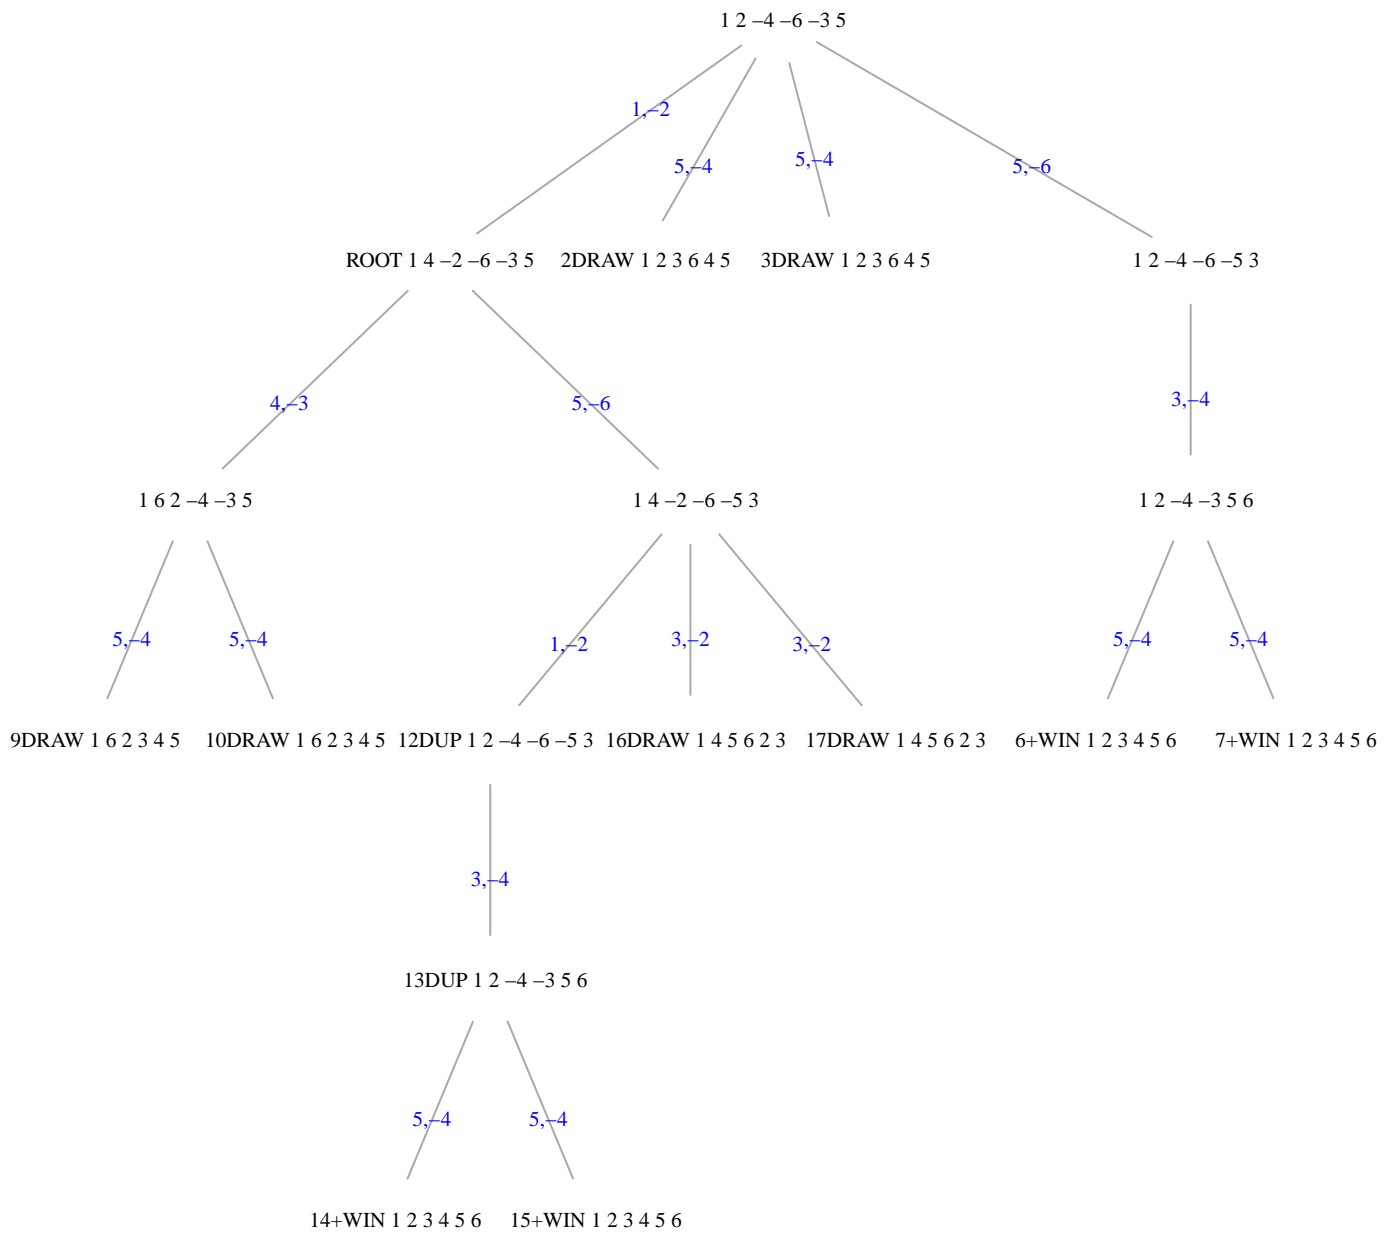 1 2 –4 –6 –3 5
1,–2
5,–4
5,–4
5,–6
ROOT 1 4 –2 –6 –3 5
2DRAW 1 2 3 6 4 5
3DRAW 1 2 3 6 4 5
1 2 –4 –6 –5 3
4,–3
5,–6
3,–4
1 6 2 –4 –3 5
1 4 –2 –6 –5 3
1 2 –4 –3 5 6
5,–4
5,–4
1,–2
3,–2
3,–2
5,–4
5,–4
9DRAW 1 6 2 3 4 5
10DRAW 1 6 2 3 4 5
12DUP 1 2 –4 –6 –5 3
16DRAW 1 4 5 6 2 3
17DRAW 1 4 5 6 2 3
6+WIN 1 2 3 4 5 6
7+WIN 1 2 3 4 5 6
3,–4
13DUP 1 2 –4 –3 5 6
5,–4
5,–4
14+WIN 1 2 3 4 5 6
15+WIN 1 2 3 4 5 6